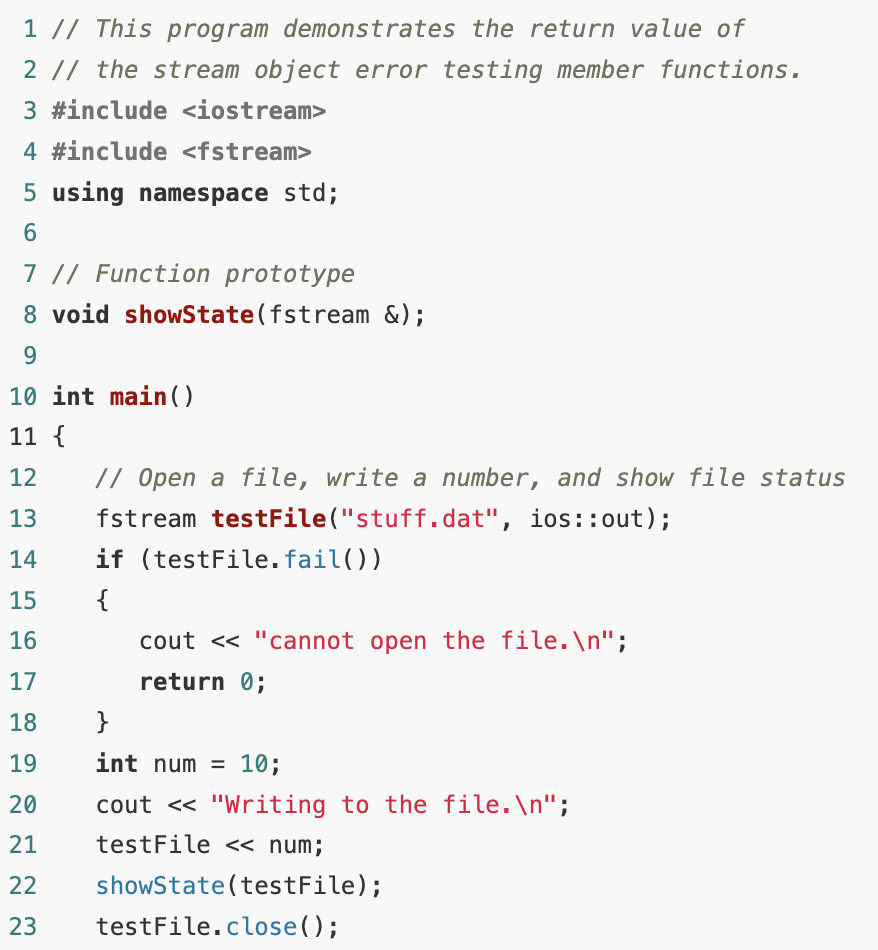 1 // This program demonstrates the return value of
2 // the stream object error testing member functions.
3 #include <iostream>
4 #include <fstream>
5 using namespace std;
6
7 // Function prototype
8 void showState(fstream &);
9
10 int main()
11 {
12    // Open a file, write a number, and show file status
13    fstream testFile("stuff.dat", ios::out);
14    if (testFile.fail())
15    {
16       cout << "cannot open the file.\n";
17       return 0;
18    }
19    int num = 10;
20    cout << "Writing to the file.\n";
21    testFile << num;
22    showState(testFile);
23    testFile.close();